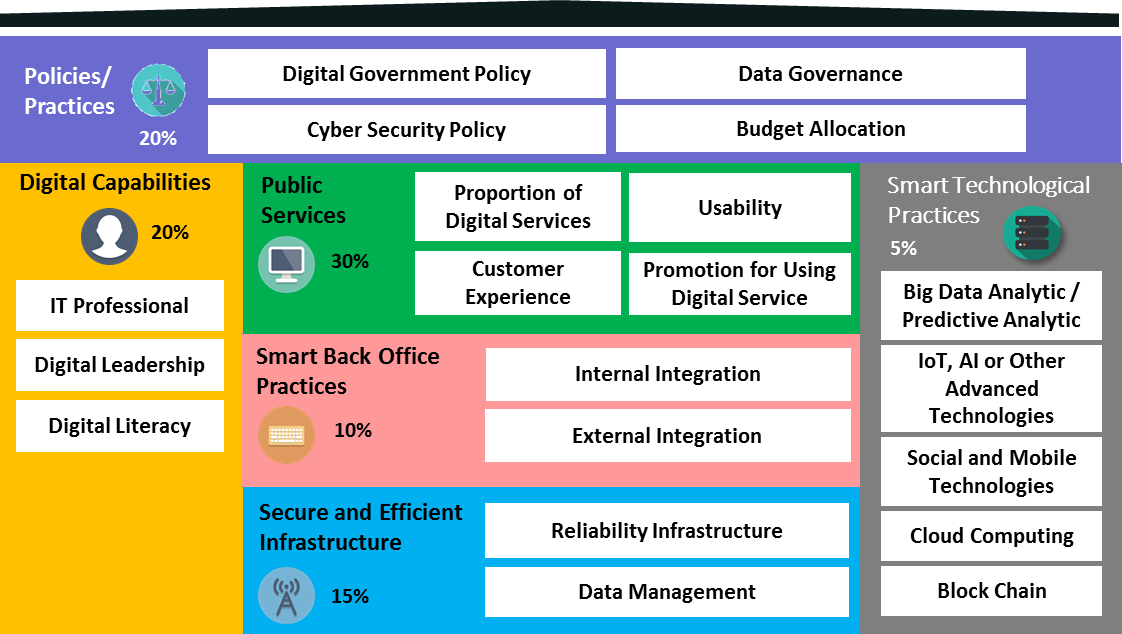 Policies/
Practices
20%
Digital Government Policy
Data Governance
Cyber Security Policy
Budget Allocation
Digital Capabilities
20%
IT Professional
Digital Leadership
Digital Literacy
Public
Services
30%
Proportion of
Digital Services
Usability
Customer
Experience
Promotion for Using
Digital Service
Smart Back Office
Practices
10%
Internal Integration
External Integration
Secure and Efficient
Infrastructure
15%
Reliability Infrastructure
Data Management
Smart Technological
Practices
5%
Big Data Analytic /
Predictive Analytic
IoT, AI or Other
Advanced
Technologies
Social and Mobile
Technologies
Cloud Computing
Block Chain